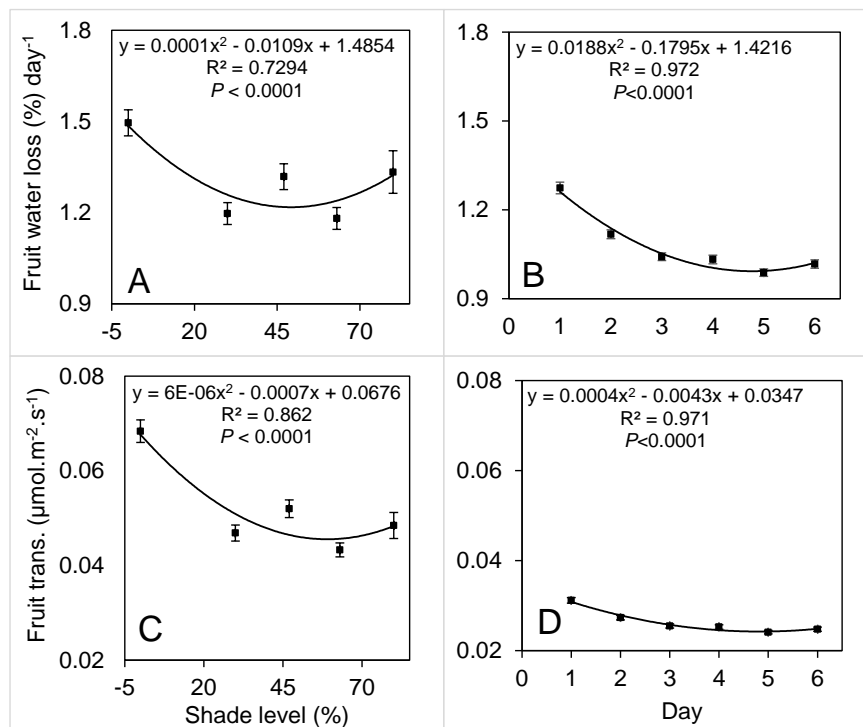 y = 0.0001x² - 0.0109x + 1.4854
R² = 0.7294
P < 0.0001
Fruit water loss (%) day⁻¹
1.8
1.5
1.2
0.9
-5 20 45 70
A
y = 0.0188x² - 0.1795x + 1.4216
R² = 0.972
P<0.0001
1.8
1.5
1.2
0.9
0 1 2 3 4 5 6
B
y = 6E-06x² - 0.0007x + 0.0676
R² = 0.862
P < 0.0001
Fruit trans. (µmol.m⁻².s⁻¹)
0.08
0.06
0.04
0.02
-5 20 45 70
Shade level (%)
C
y = 0.0004x² - 0.0043x + 0.0347
R² = 0.971
P<0.0001
0.08
0.06
0.04
0.02
0 1 2 3 4 5 6
Day
D